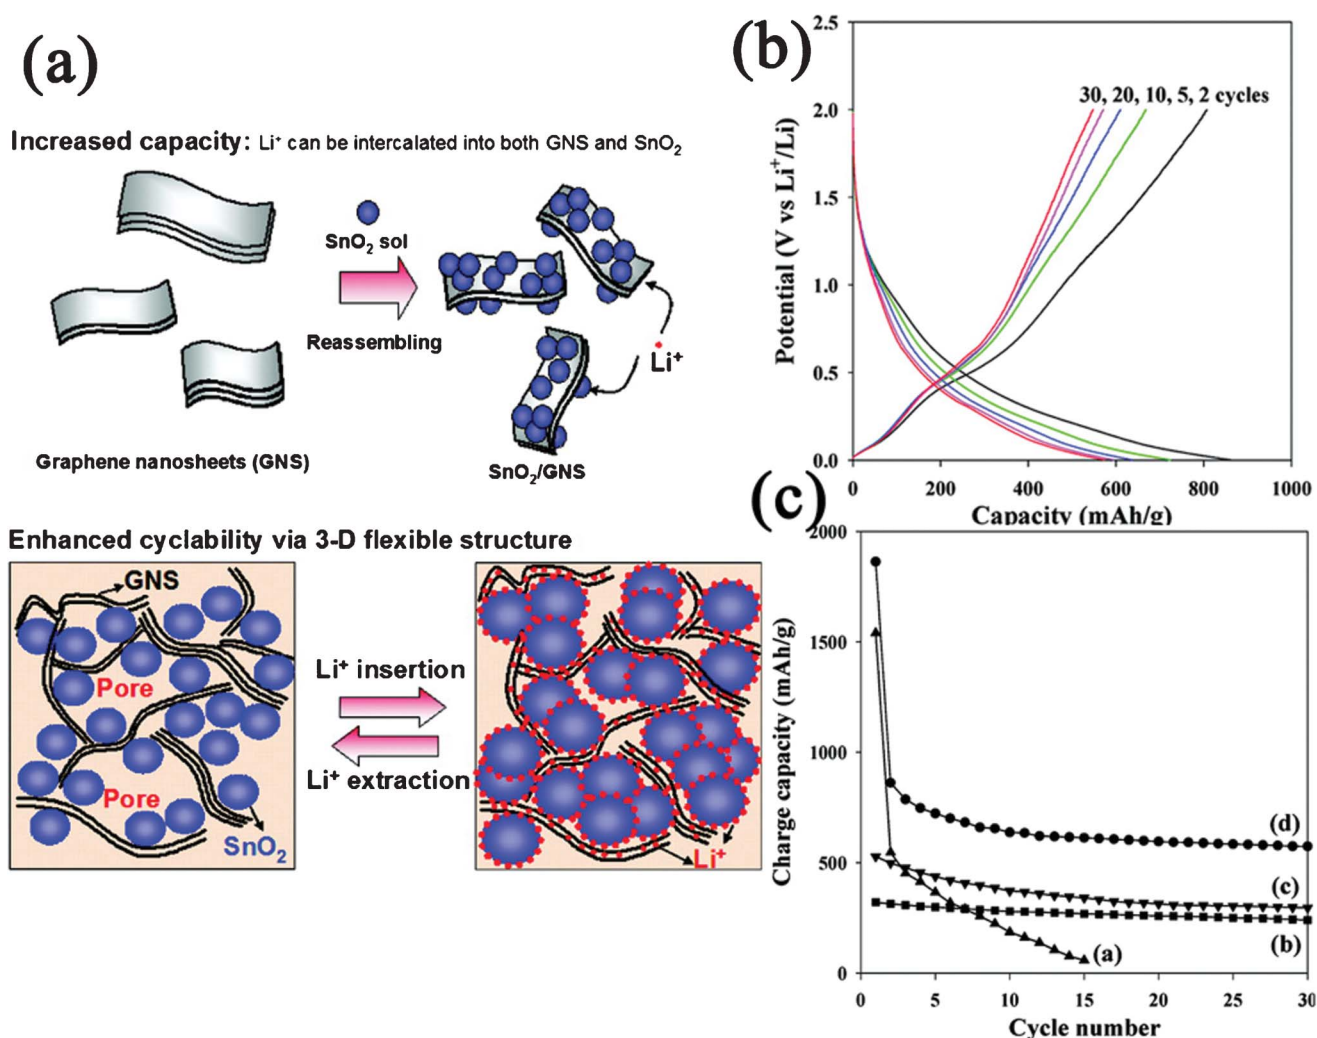 (a)
Increased capacity: Li⁺ can be intercalated into both GNS and SnO₂
SnO₂ sol
Reassembling
Li⁺
Graphene nanosheets (GNS)
SnO₂/GNS
Enhanced cyclability via 3-D flexible structure
GNS
Pore
Pore
SnO₂
Li⁺ insertion
Li⁺ extraction
Li⁺
(b)
2.5
2.0
1.5
1.0
0.5
0.0
Potential (V vs Li⁺/Li)
30, 20, 10, 5, 2 cycles
0 200 400 600 800 1000
Capacity (mAh/g)
(c)
2000
1500
1000
500
0
Charge capacity (mAh/g)
(d)
(c)
(b)
(a)
0 5 10 15 20 25 30
Cycle number